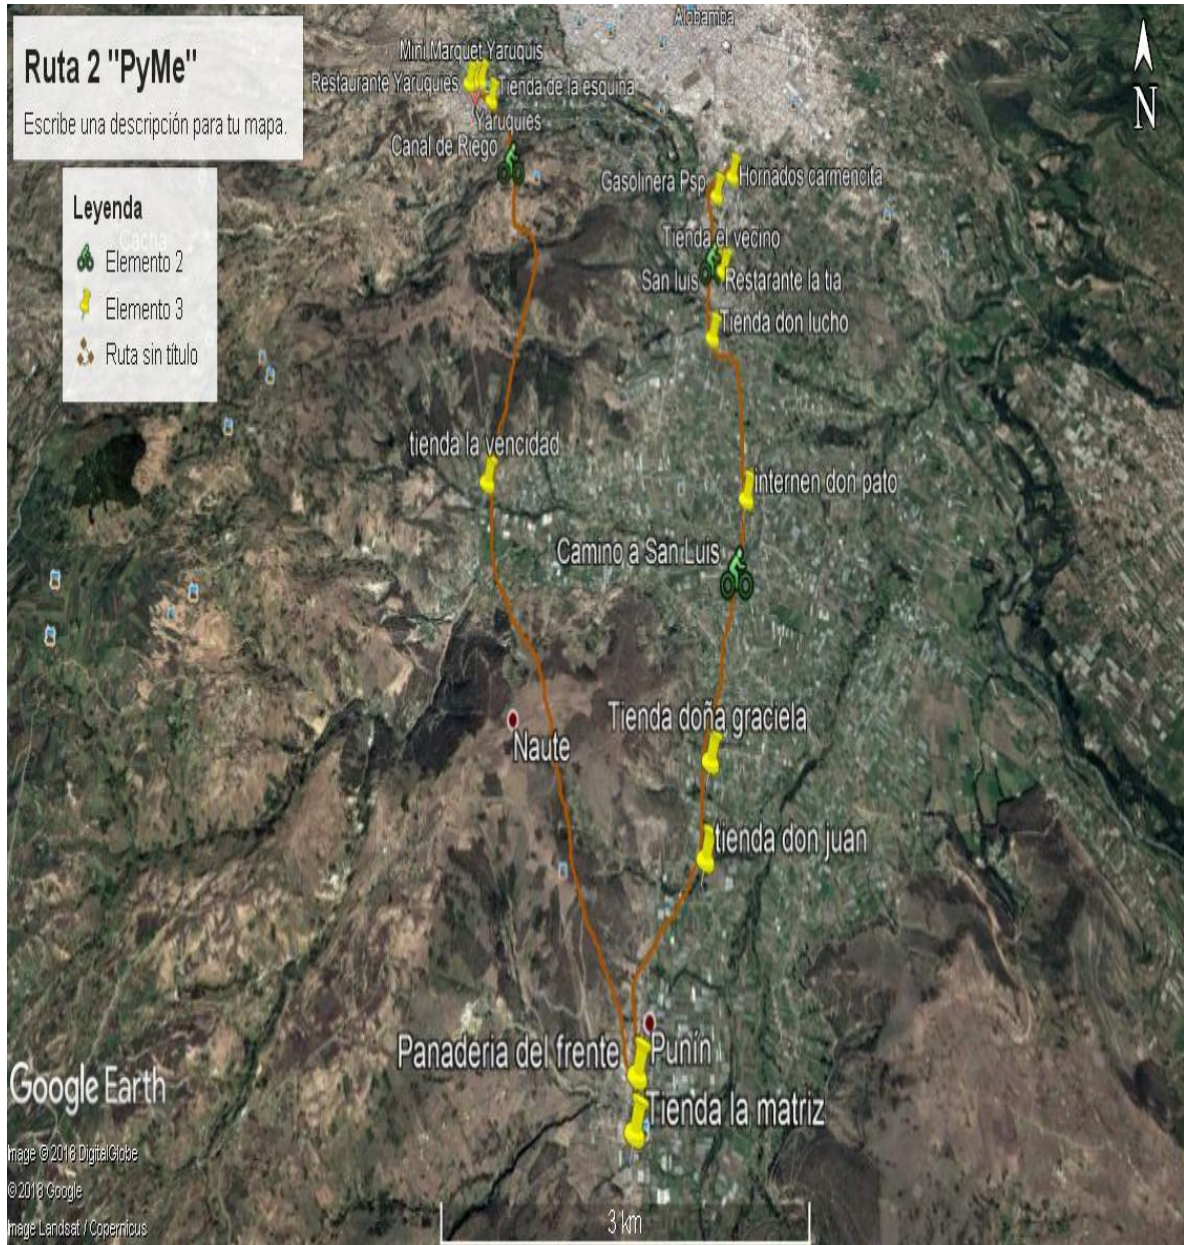 Ruta 2 "PyMe"
Escribe una descripción para tu mapa.
Leyenda
Cacha
Elemento 2
Elemento 3
Ruta sin título
N
Mini Marquet Yaruquis
Restaurante Yaruquies
Tienda de la esquina
Yaruquies
Canal de Riego
Gasolinera Psp
Hornados carmencita
Tienda el vecino
San luis
Restarante la tia
Tienda don lucho
tienda la vencidad
internen don pato
Camino a San Luis
Tienda doña graciela
Naute
tienda don juan
Panaderia del frente
Punín
Tienda la matriz
Google Earth
Image © 2018 DigitalGlobe
© 2018 Google
Image Landsat / Copernicus
3 km